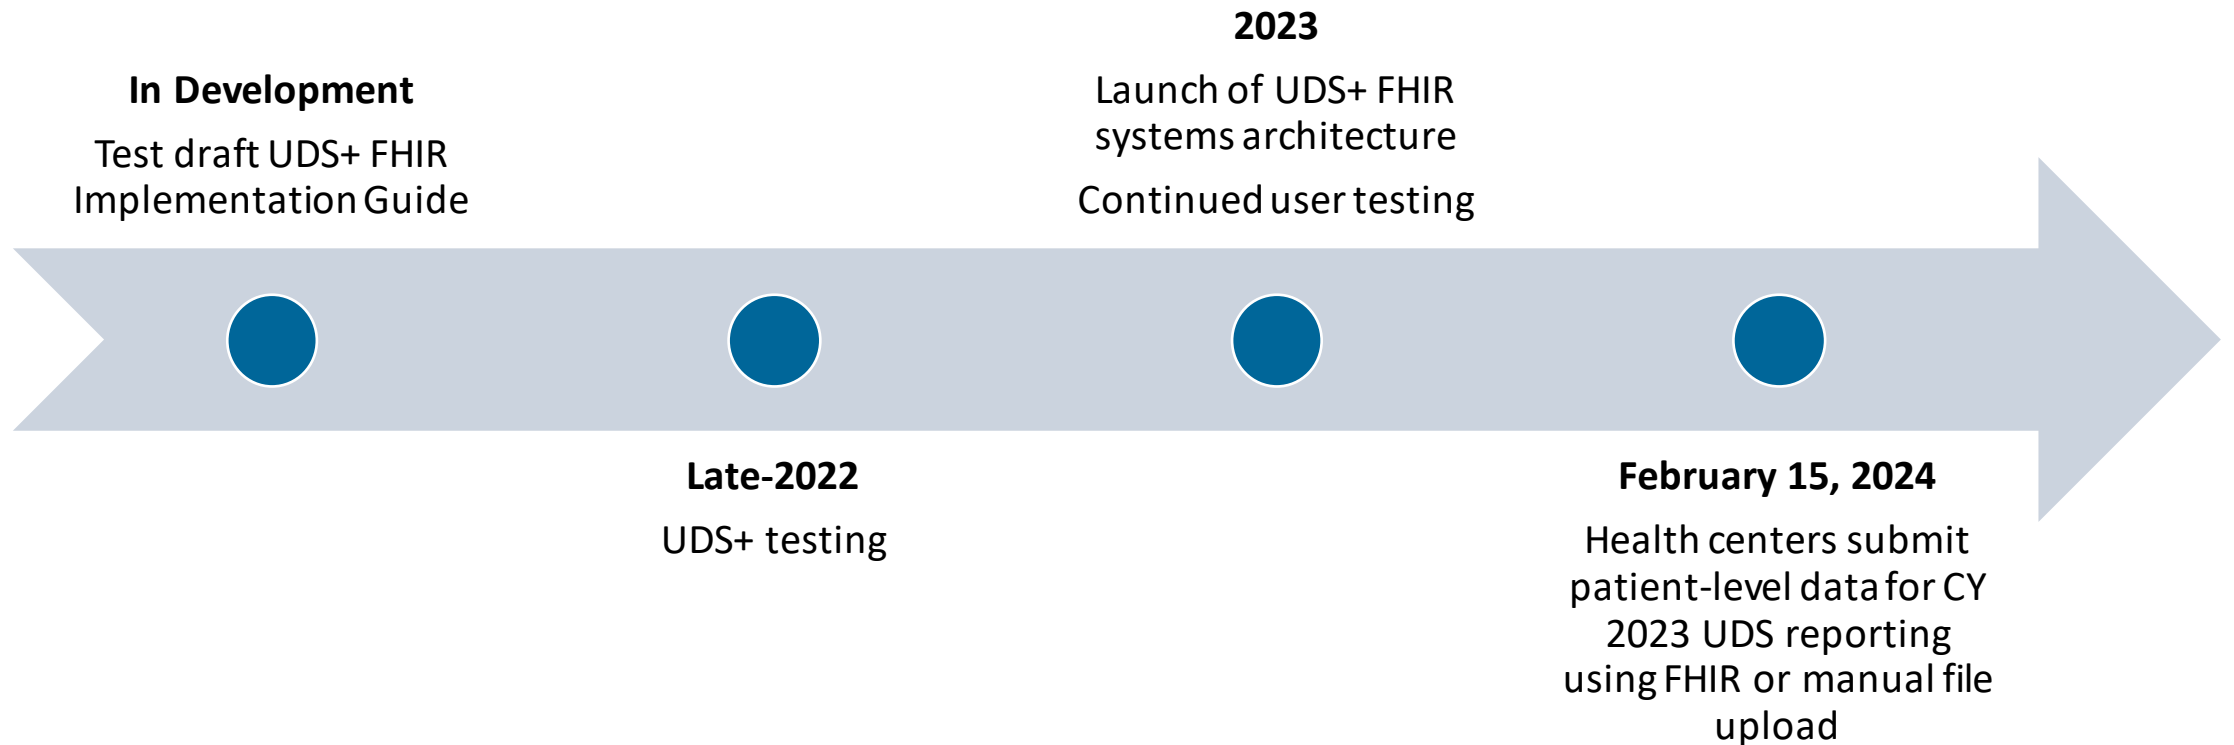 In Development
Test draft UDS+ FHIR
Implementation Guide
Late-2022
UDS+ testing
2023
Launch of UDS+ FHIR
systems architecture
Continued user testing
February 15, 2024
Health centers submit
patient-level data for CY
2023 UDS reporting
using FHIR or manual file
upload